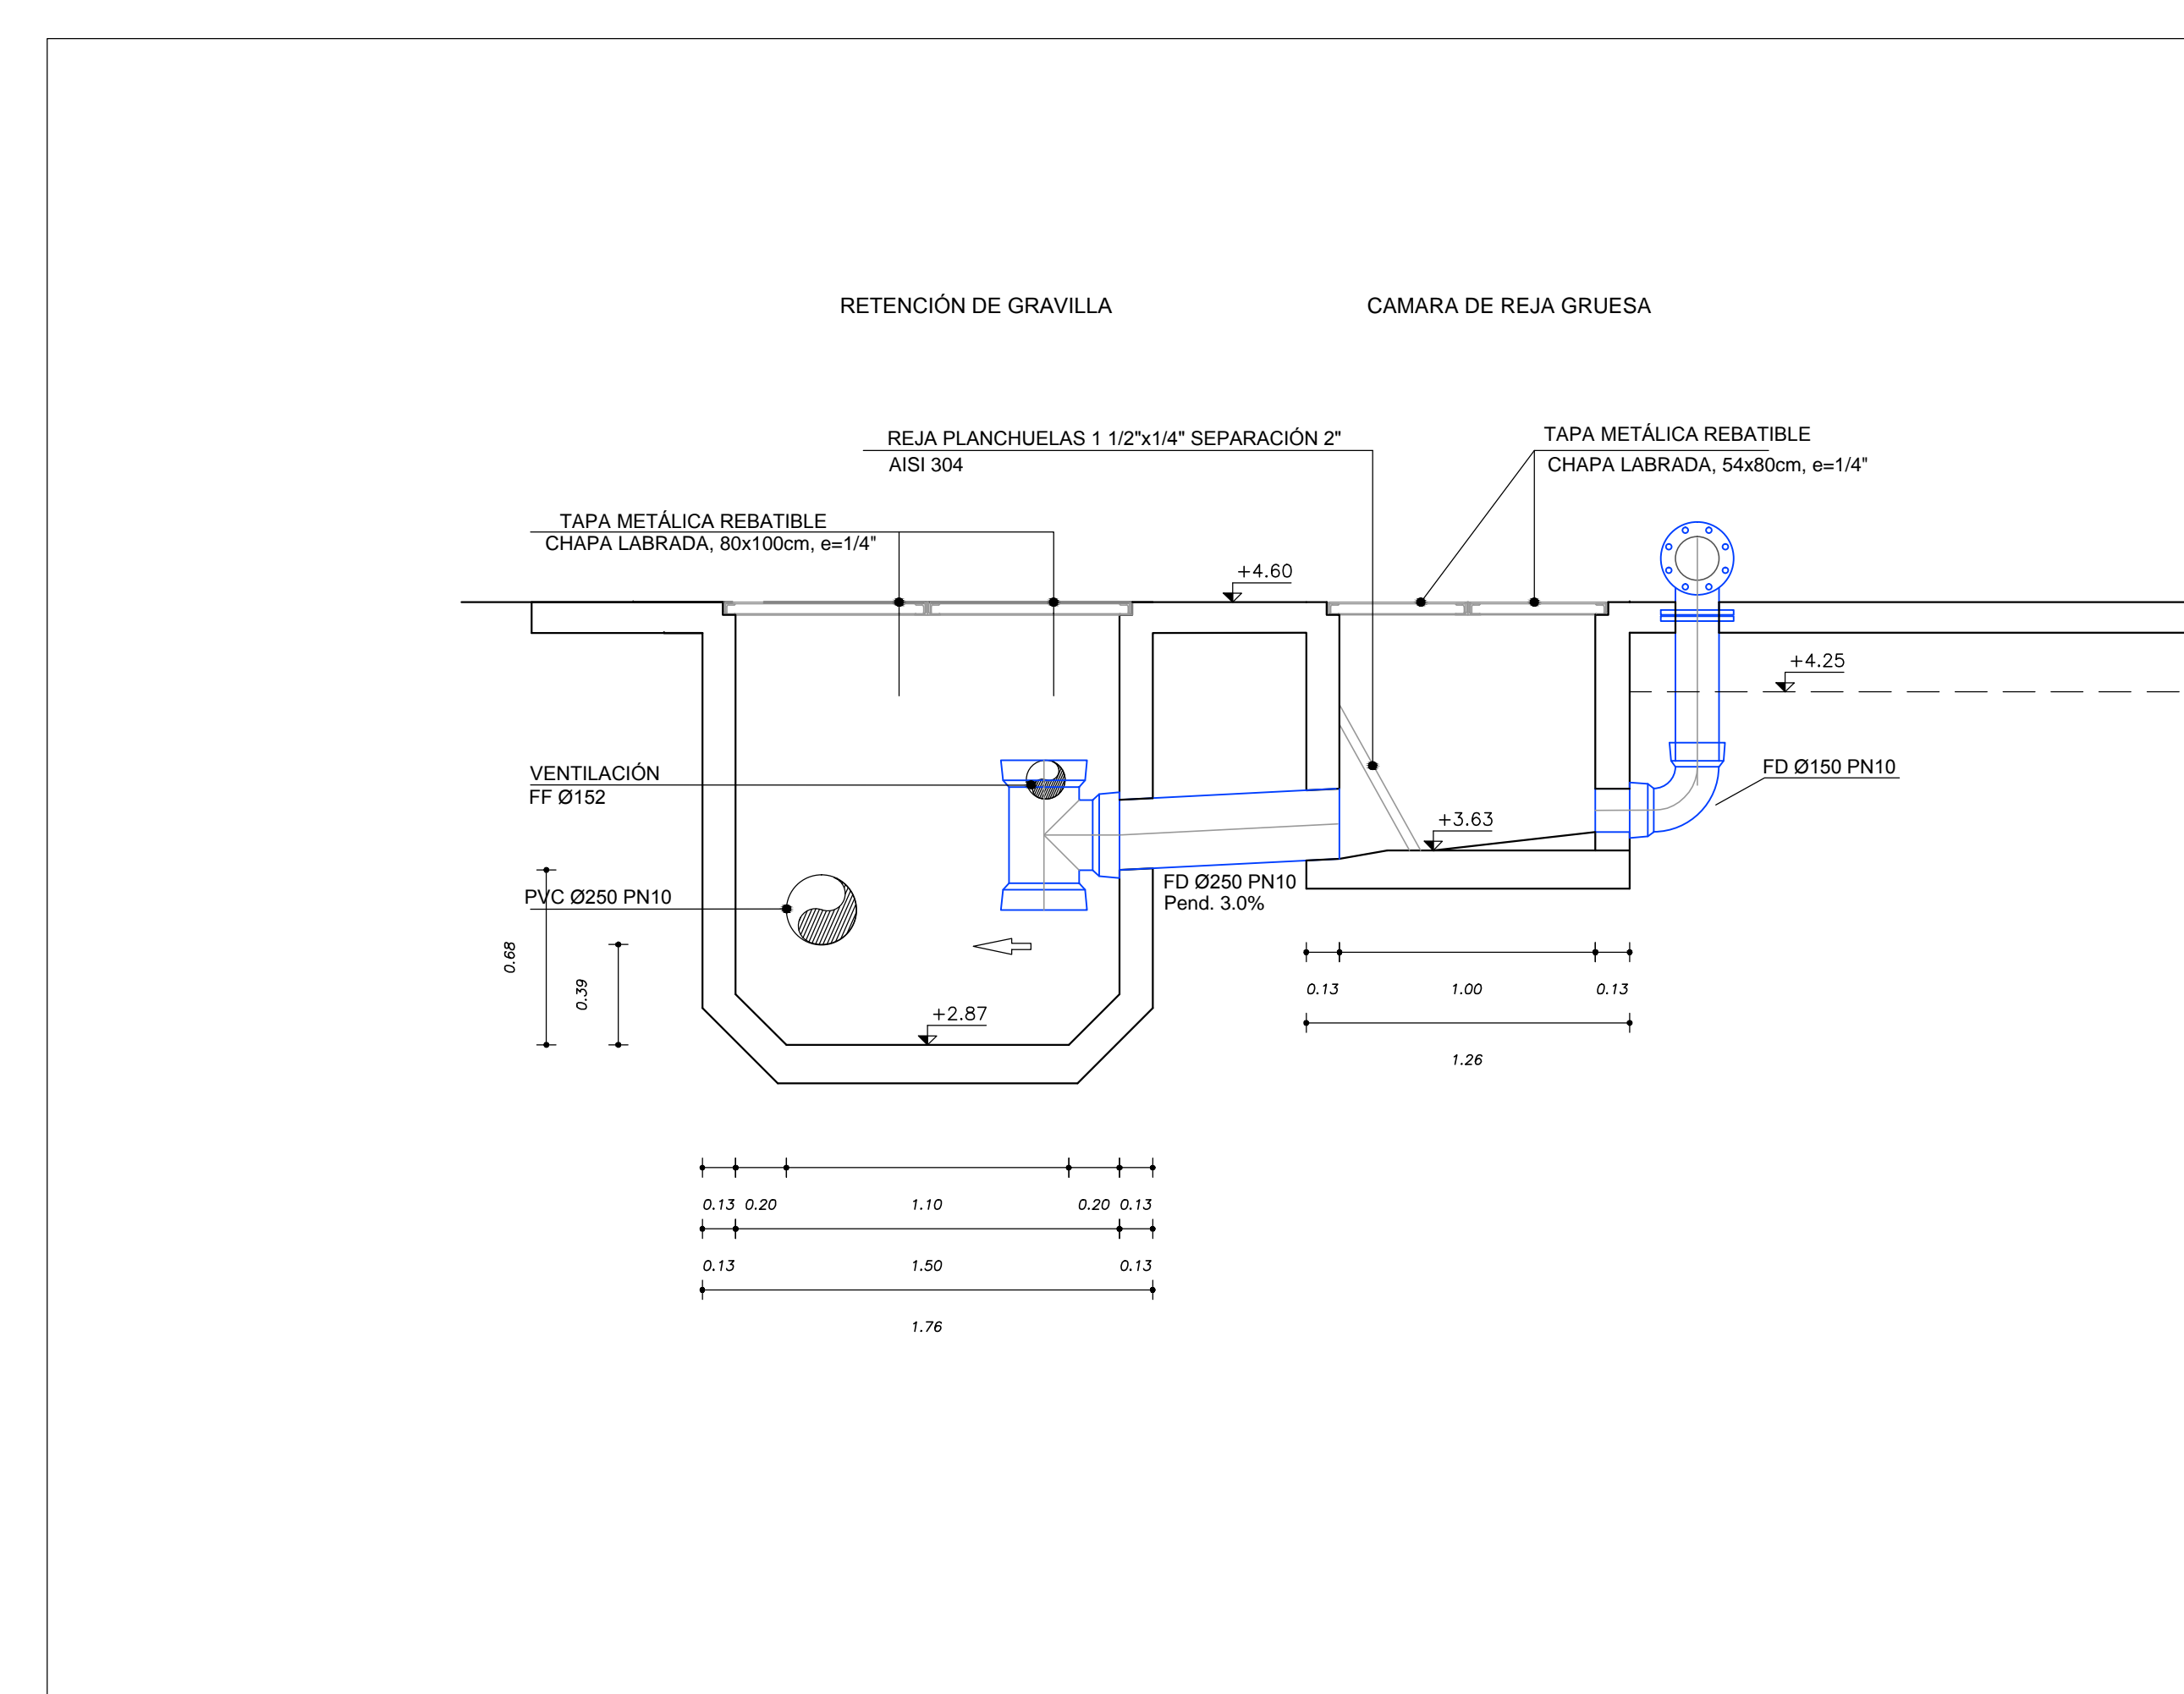 RETENCIÓN DE GRAVILLA
CAMARA DE REJA GRUESA
REJA PLANCHUELAS 1 1/2"x1/4" SEPARACIÓN 2"
AISI 304
TAPA METÁLICA REBATIBLE
CHAPA LABRADA, 54x80cm, e=1/4"
TAPA METÁLICA REBATIBLE
CHAPA LABRADA, 80x100cm, e=1/4"
+4.60
+4.25
VENTILACIÓN
FF Ø152
FD Ø150 PN10
+3.63
PVC Ø250 PN10
FD Ø250 PN10
Pend. 3.0%
0.68
0.39
+2.87
0.13
1.00
0.13
1.26
0.13
0.20
1.10
0.20
0.13
0.13
1.50
0.13
1.76